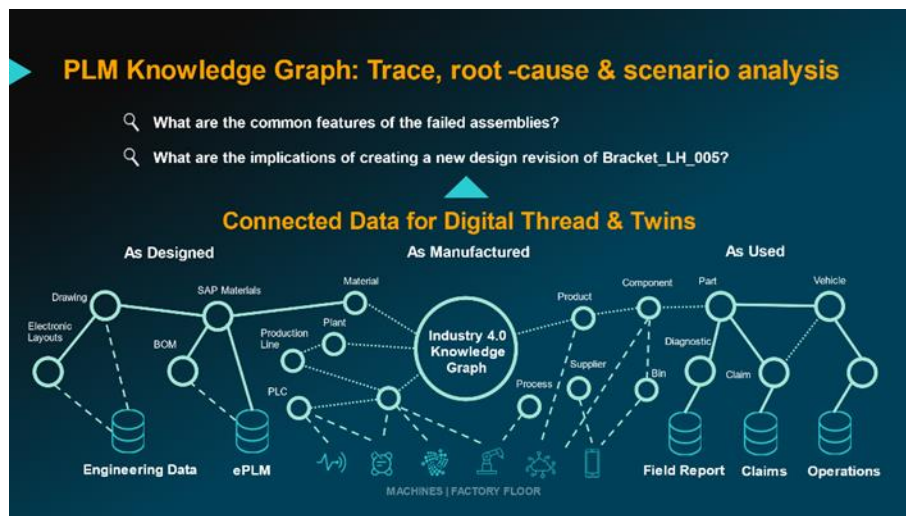 PLM Knowledge Graph: Trace, root -cause & scenario analysis
What are the common features of the failed assemblies?
What are the implications of creating a new design revision of Bracket_LH_005?
Connected Data for Digital Thread & Twins
As Designed
As Manufactured
As Used
Drawing
SAP Materials
Material
Product
Component
Part
Vehicle
Electronic
Layouts
BOM
Production
Line
Plant
Industry 4.0
Knowledge
Graph
Diagnostic
Claim
PLC
Process
Supplier
Bin
Engineering Data
ePLM
Field Report
Claims
Operations
MACHINES | FACTORY FLOOR